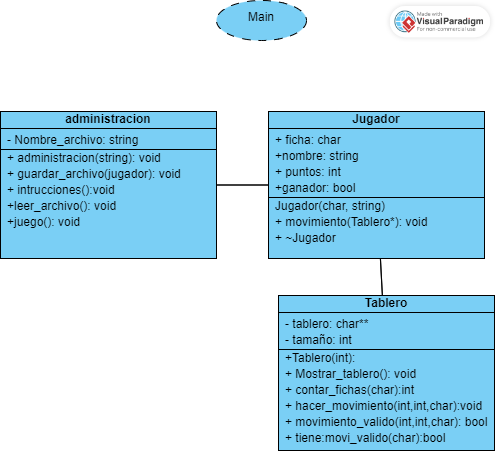 Main
Made with
VisualParadigm
For non-commercial use
administracion
- Nombre_archivo: string
+ administracion(string): void
+ guardar_archivo(jugador): void
+ intrucciones():void
+leer_archivo(): void
+juego(): void
Jugador
+ ficha: char
+nombre: string
+ puntos: int
+ganador: bool
Jugador(char, string)
+ movimiento(Tablero*): void
+ ~Jugador
Tablero
- tablero: char**
- tamaño: int
+Tablero(int):
+ Mostrar_tablero(): void
+ contar_fichas(char):int
+ hacer_movimiento(int,int,char):void
+ movimiento_valido(int,int,char): bool
+ tiene:movi_valido(char):bool